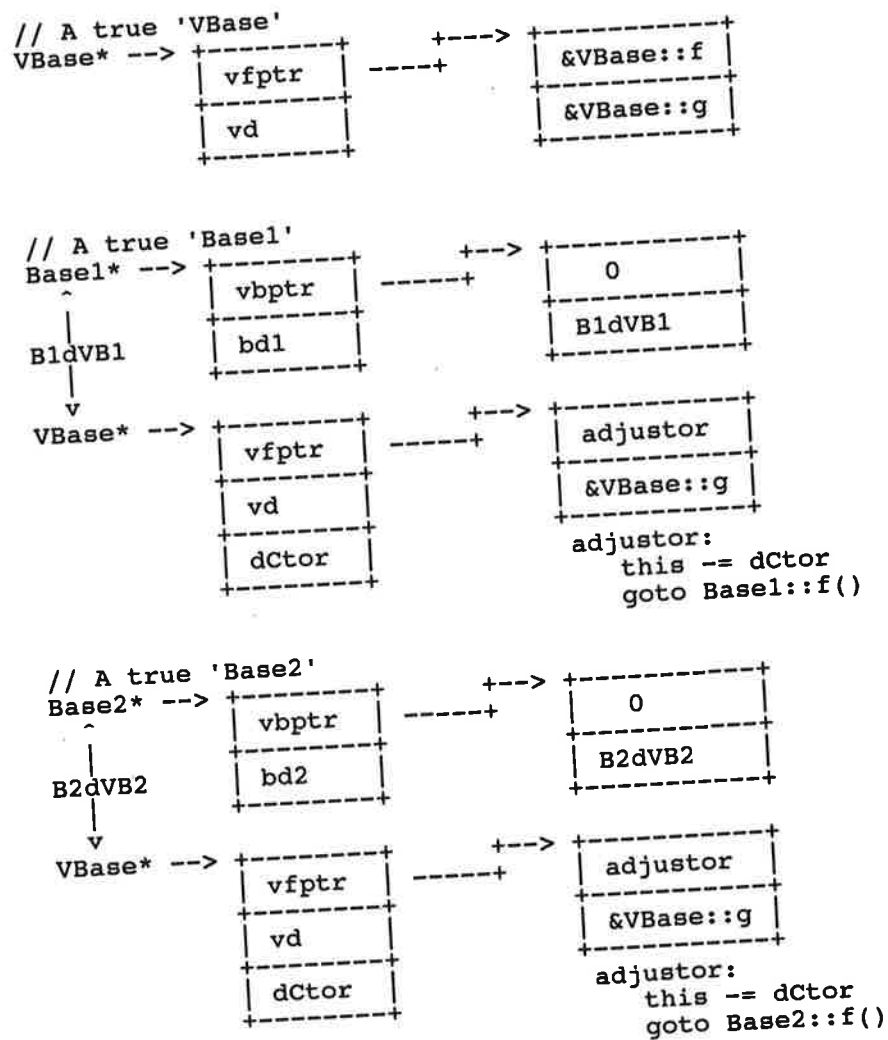 // A true 'VBase'
VBase* --> +---------+ +---> +-----------+
| vfptr | ----+ | &VBase::f |
+---------+ +-----------+
| vd | | &VBase::g |
+---------+ +-----------+
// A true 'Base1'
Base1* --> +---------+ +--> +-----------+
^ | vbptr | -----+ | 0 |
| +---------+ +-----------+
B1dVB1 | bd1 | | B1dVB1 |
| +---------+ +-----------+
v
VBase* --> +---------+ +--> +-----------+
| vfptr | -----+ | adjustor |
+---------+ +-----------+
| vd | | &VBase::g |
+---------+ +-----------+
| dCtor | adjustor:
+---------+ this -= dCtor
goto Base1::f()
// A true 'Base2'
Base2* --> +---------+ +--> +-----------+
^ | vbptr | -----+ | 0 |
| +---------+ +-----------+
B2dVB2 | bd2 | | B2dVB2 |
| +---------+ +-----------+
v
VBase* --> +---------+ +--> +-----------+
| vfptr | -----+ | adjustor |
+---------+ +-----------+
| vd | | &VBase::g |
+---------+ +-----------+
| dCtor | adjustor:
+---------+ this -= dCtor
goto Base2::f()